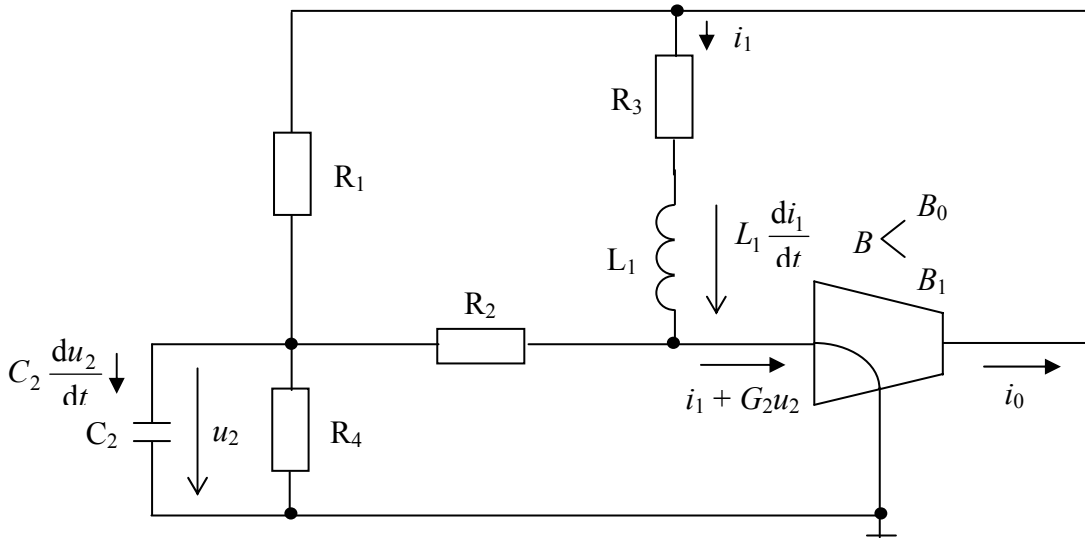 i₁
R₃
R₁
L₁ di₁/dt
B
B₀
B₁
L₁
R₂
C₂ du₂/dt
i₁ + G₂u₂
i₀
C₂
u₂
R₄